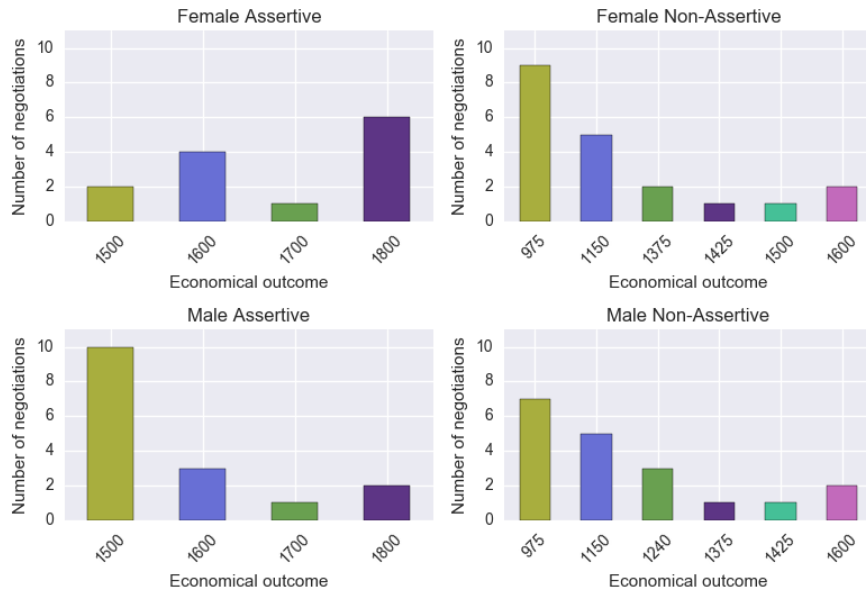 Female Assertive
Number of negotiations
10
8
6
4
2
0
1500 1600 1700 1800
Economical outcome
Female Non-Assertive
Number of negotiations
10
8
6
4
2
0
975 1150 1375 1425 1500 1600
Economical outcome
Male Assertive
Number of negotiations
10
8
6
4
2
0
1500 1600 1700 1800
Economical outcome
Male Non-Assertive
Number of negotiations
10
8
6
4
2
0
975 1150 1240 1375 1425 1600
Economical outcome